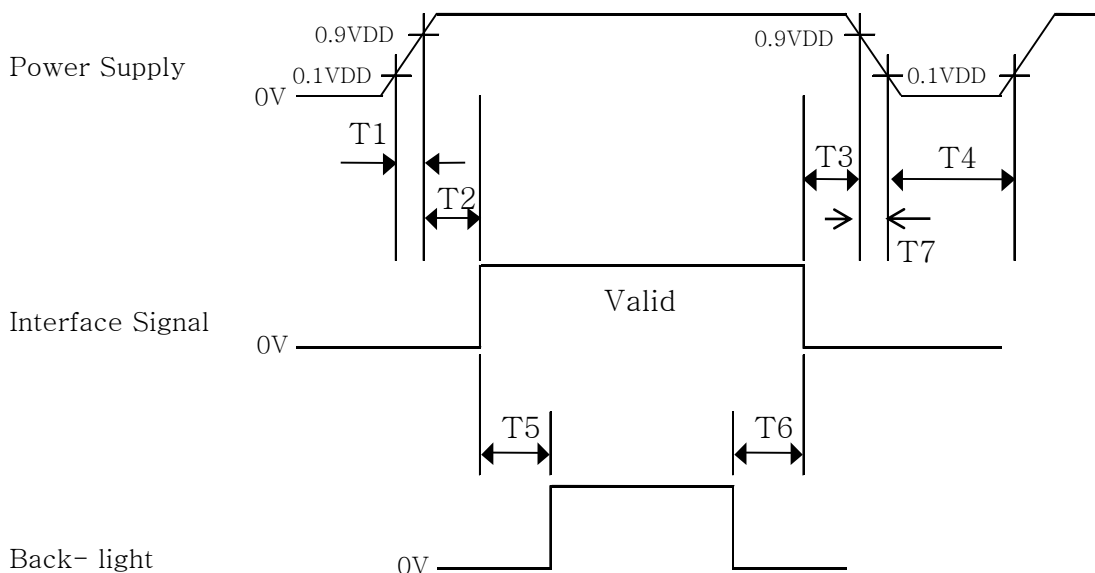 0.9VDD
0.9VDD
Power Supply
0.1VDD
0.1VDD
0V
T1
T3
T4
T2
T7
Valid
Interface Signal
0V
T5
T6
Back- light
0V